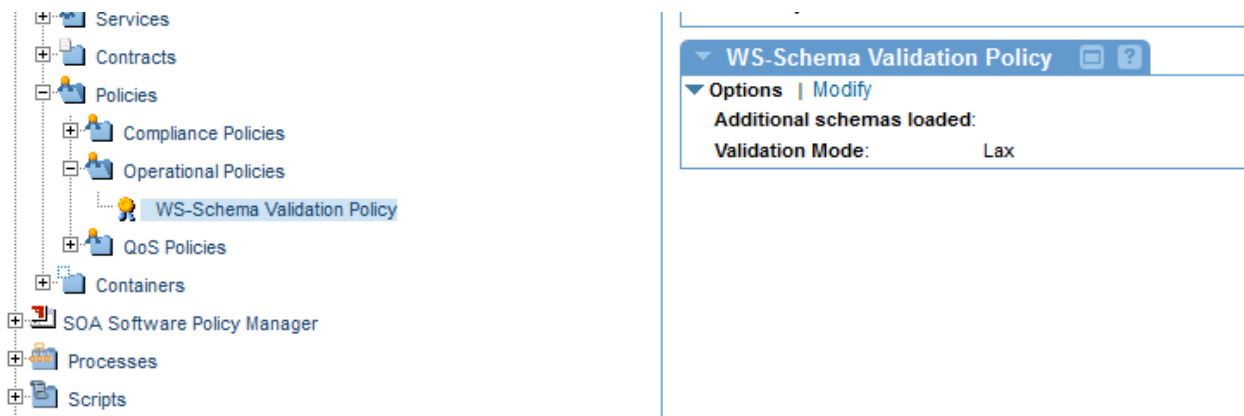 Services
Contracts
Policies
Compliance Policies
Operational Policies
WS-Schema Validation Policy
QoS Policies
Containers
SOA Software Policy Manager
Processes
Scripts
WS-Schema Validation Policy ?
Options | Modify
Additional schemas loaded:
Validation Mode: Lax